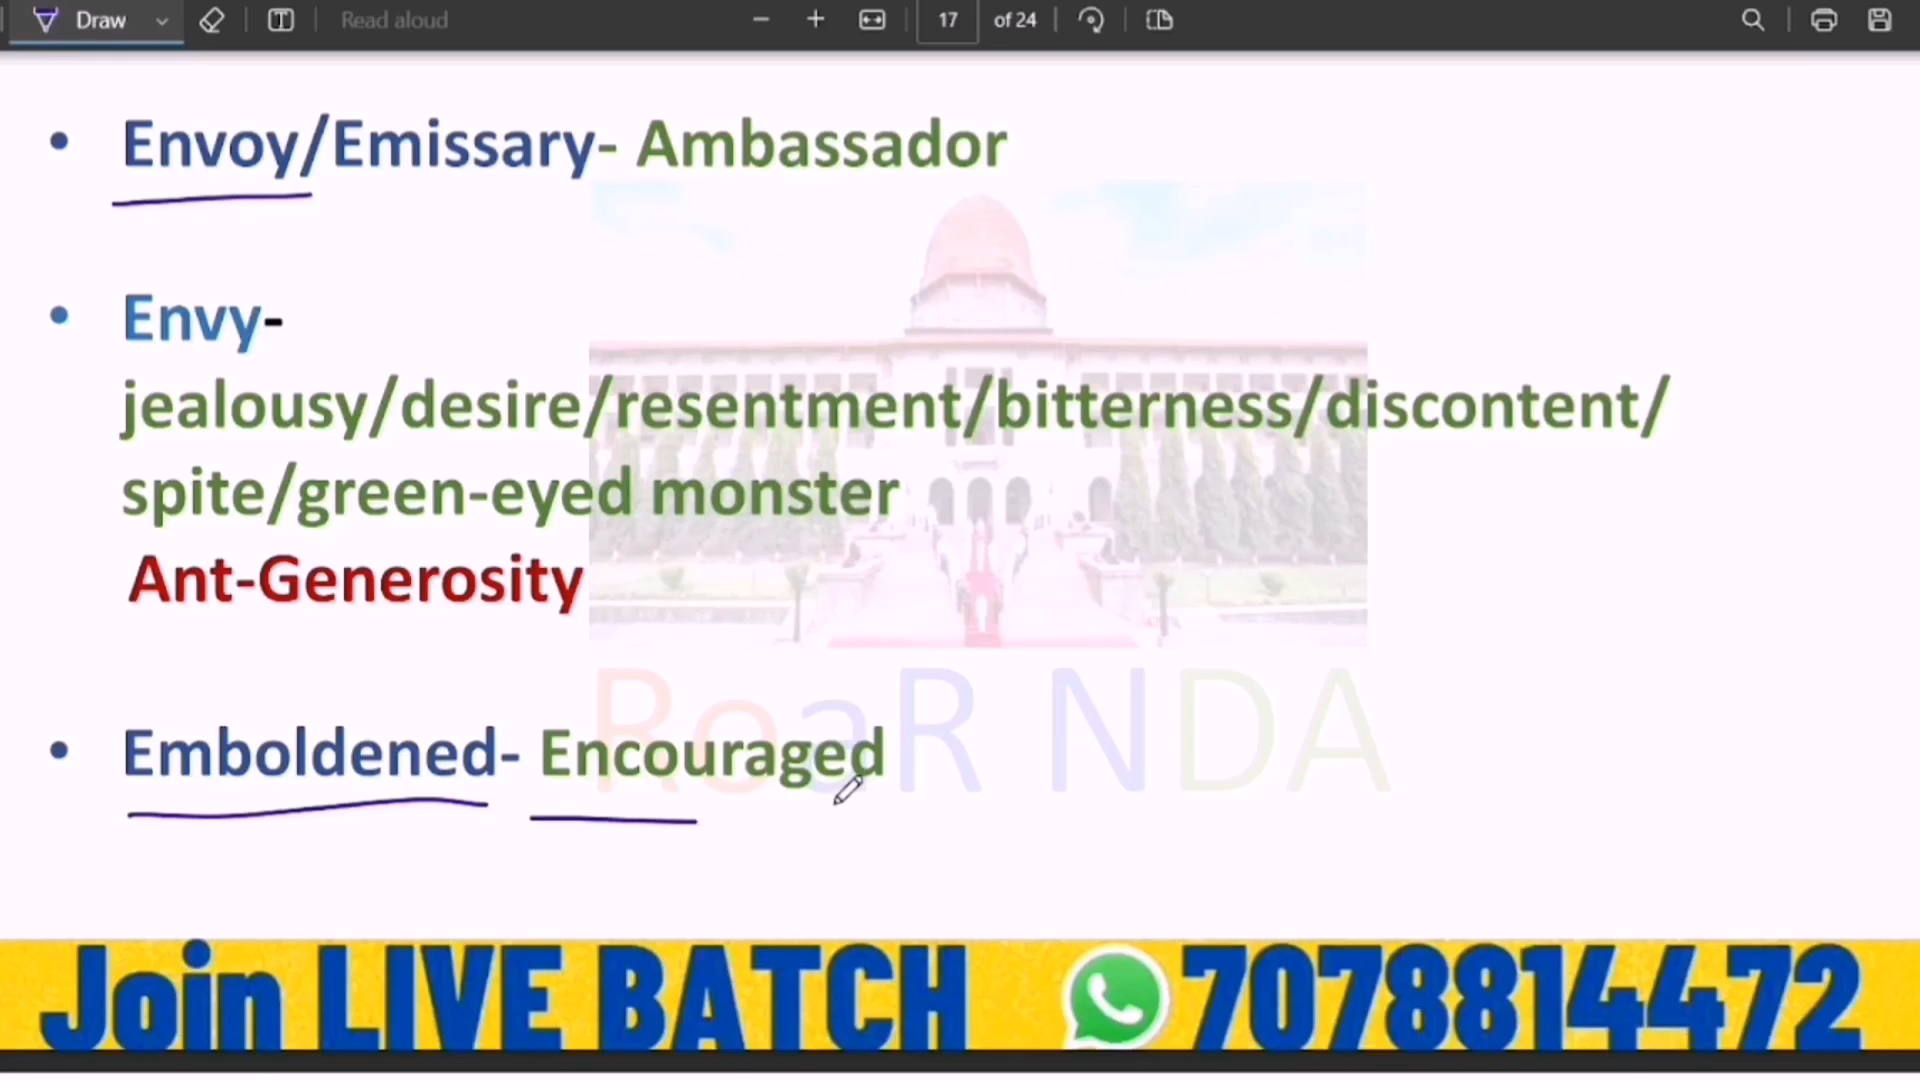 Draw
Read aloud
17 of 24
• Envoy/Emissary- Ambassador
• Envy-
jealousy/desire/resentment/bitterness/discontent/
spite/green-eyed monster
Ant-Generosity
RoaR NDA
• Emboldened- Encouraged
Join LIVE BATCH 7078814472